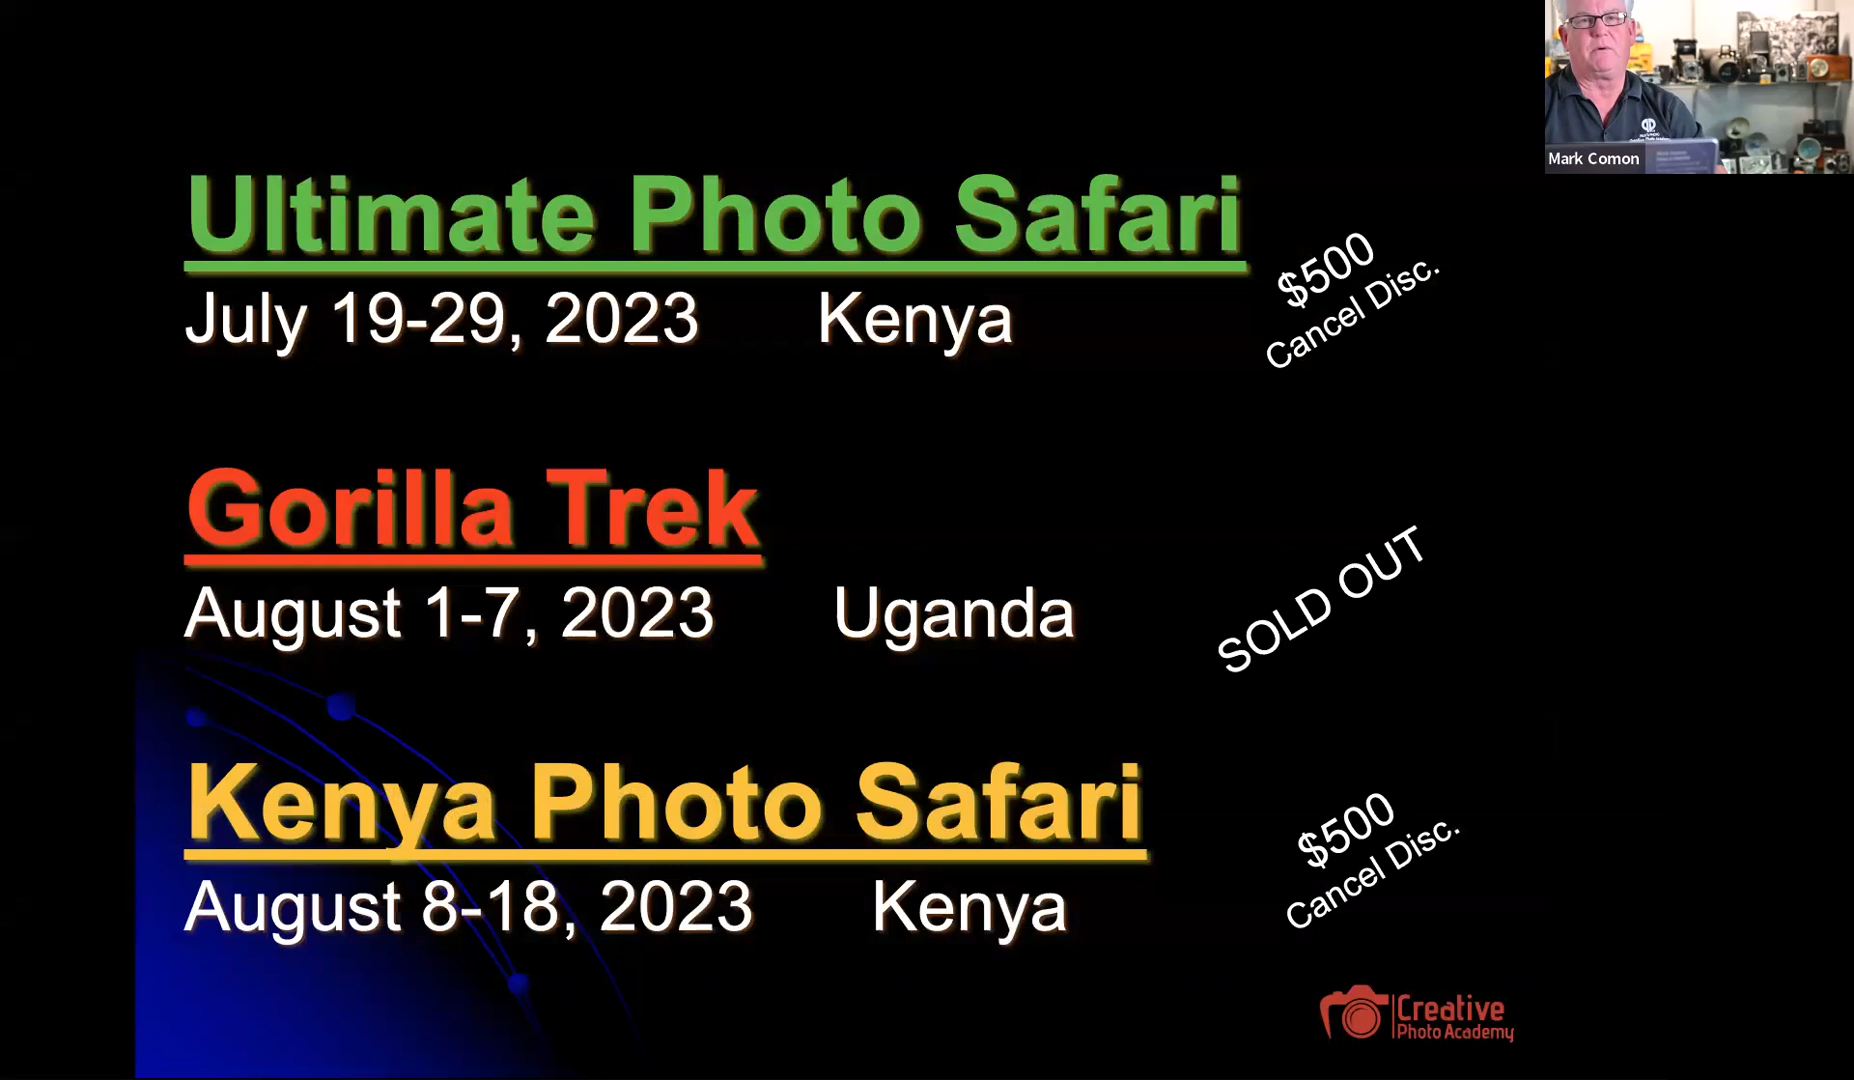 Mark Comon
Ultimate Photo Safari
July 19-29, 2023 Kenya
$500
Cancel Disc.
Gorilla Trek
August 1-7, 2023 Uganda
SOLD OUT
Kenya Photo Safari
August 8-18, 2023 Kenya
$500
Cancel Disc.
Creative
Photo Academy